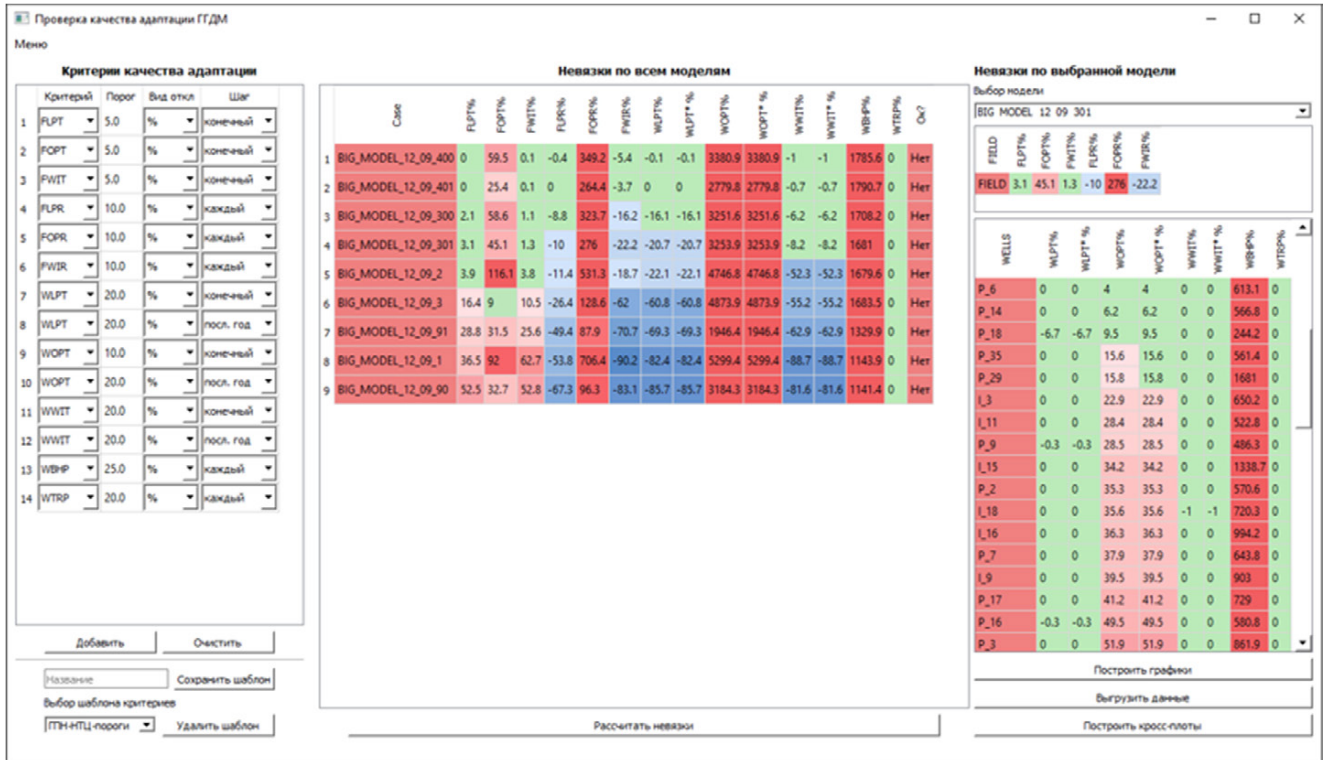 Проверка качества адаптации ГГДМ
Меню
Критерии качества адаптации
Критерий Порог Вид откл Шаг
1 FLPT 5.0 % конечный
2 FOPT 5.0 % конечный
3 FWIT 5.0 % конечный
4 FLPR 10.0 % каждый
5 FOPR 10.0 % каждый
6 FWIR 10.0 % каждый
7 WLPT 20.0 % конечный
8 WLPT 20.0 % посл. год
9 WOPT 10.0 % конечный
10 WOPT 20.0 % посл. год
11 WWIT 20.0 % конечный
12 WWIT 20.0 % посл. год
13 WBHP 25.0 % каждый
14 WTRP 20.0 % каждый
Добавить Очистить
Название Сохранить шаблон
Выбор шаблона критериев
ГПН-НТЦ-пороги Удалить шаблон
Невязки по всем моделям
Case FLPT% FOPT% FWIT% FLPR% FOPR% FWIR% WLPT% WLPT* % WOPT% WOPT* % WWIT% WWIT* % WBHP% WTRP% Ок?
1 BIG_MODEL_12_09_400 0 59.5 0.1 -0.4 349.2 -5.4 -0.1 -0.1 3380.9 3380.9 -1 -1 1785.6 0 Нет
2 BIG_MODEL_12_09_401 0 25.4 0.1 0 264.4 -3.7 0 0 2779.8 2779.8 -0.7 -0.7 1790.7 0 Нет
3 BIG_MODEL_12_09_300 2.1 58.6 1.1 -8.8 323.7 -16.2 -16.1 -16.1 3251.6 3251.6 -6.2 -6.2 1708.2 0 Нет
4 BIG_MODEL_12_09_301 3.1 45.1 1.3 -10 276 -22.2 -20.7 -20.7 3253.9 3253.9 -8.2 -8.2 1681 0 Нет
5 BIG_MODEL_12_09_2 3.9 116.1 3.8 -11.4 531.3 -18.7 -22.1 -22.1 4746.8 4746.8 -52.3 -52.3 1679.6 0 Нет
6 BIG_MODEL_12_09_3 16.4 9 10.5 -26.4 128.6 -62 -60.8 -60.8 4873.9 4873.9 -55.2 -55.2 1683.5 0 Нет
7 BIG_MODEL_12_09_91 28.8 31.5 25.6 -49.4 87.9 -70.7 -69.3 -69.3 1946.4 1946.4 -62.9 -62.9 1329.9 0 Нет
8 BIG_MODEL_12_09_1 36.5 92 62.7 -53.8 706.4 -90.2 -82.4 -82.4 5299.4 5299.4 -88.7 -88.7 1143.9 0 Нет
9 BIG_MODEL_12_09_90 52.5 32.7 52.8 -67.3 96.3 -83.1 -85.7 -85.7 3184.3 3184.3 -81.6 -81.6 1141.4 0 Нет
Рассчитать невязки
Невязки по выбранной модели
Выбор модели
BIG_MODEL_12_09_301
FIELD FLPT% FOPT% FWIT% FLPR% FOPR% FWIR%
FIELD 3.1 45.1 1.3 -10 276 -22.2
WELLS WLPT% WLPT* % WOPT% WOPT* % WWIT% WWIT* % WBHP% WTRP%
P_6 0 0 4 4 0 0 613.1 0
P_14 0 0 6.2 6.2 0 0 566.8 0
P_18 -6.7 -6.7 9.5 9.5 0 0 244.2 0
P_35 0 0 15.6 15.6 0 0 561.4 0
P_29 0 0 15.8 15.8 0 0 1681 0
I_3 0 0 22.9 22.9 0 0 650.2 0
I_11 0 0 28.4 28.4 0 0 522.8 0
P_9 -0.3 -0.3 28.5 28.5 0 0 486.3 0
I_15 0 0 34.2 34.2 0 0 1338.7 0
P_2 0 0 35.3 35.3 0 0 570.6 0
I_18 0 0 35.6 35.6 -1 -1 720.3 0
I_16 0 0 36.3 36.3 0 0 994.2 0
P_7 0 0 37.9 37.9 0 0 643.8 0
I_9 0 0 39.5 39.5 0 0 903 0
P_17 0 0 41.2 41.2 0 0 729 0
P_16 -0.3 -0.3 49.5 49.5 0 0 580.8 0
P_3 0 0 51.9 51.9 0 0 861.9 0
Построить графики
Выгрузить данные
Построить кросс-плоты